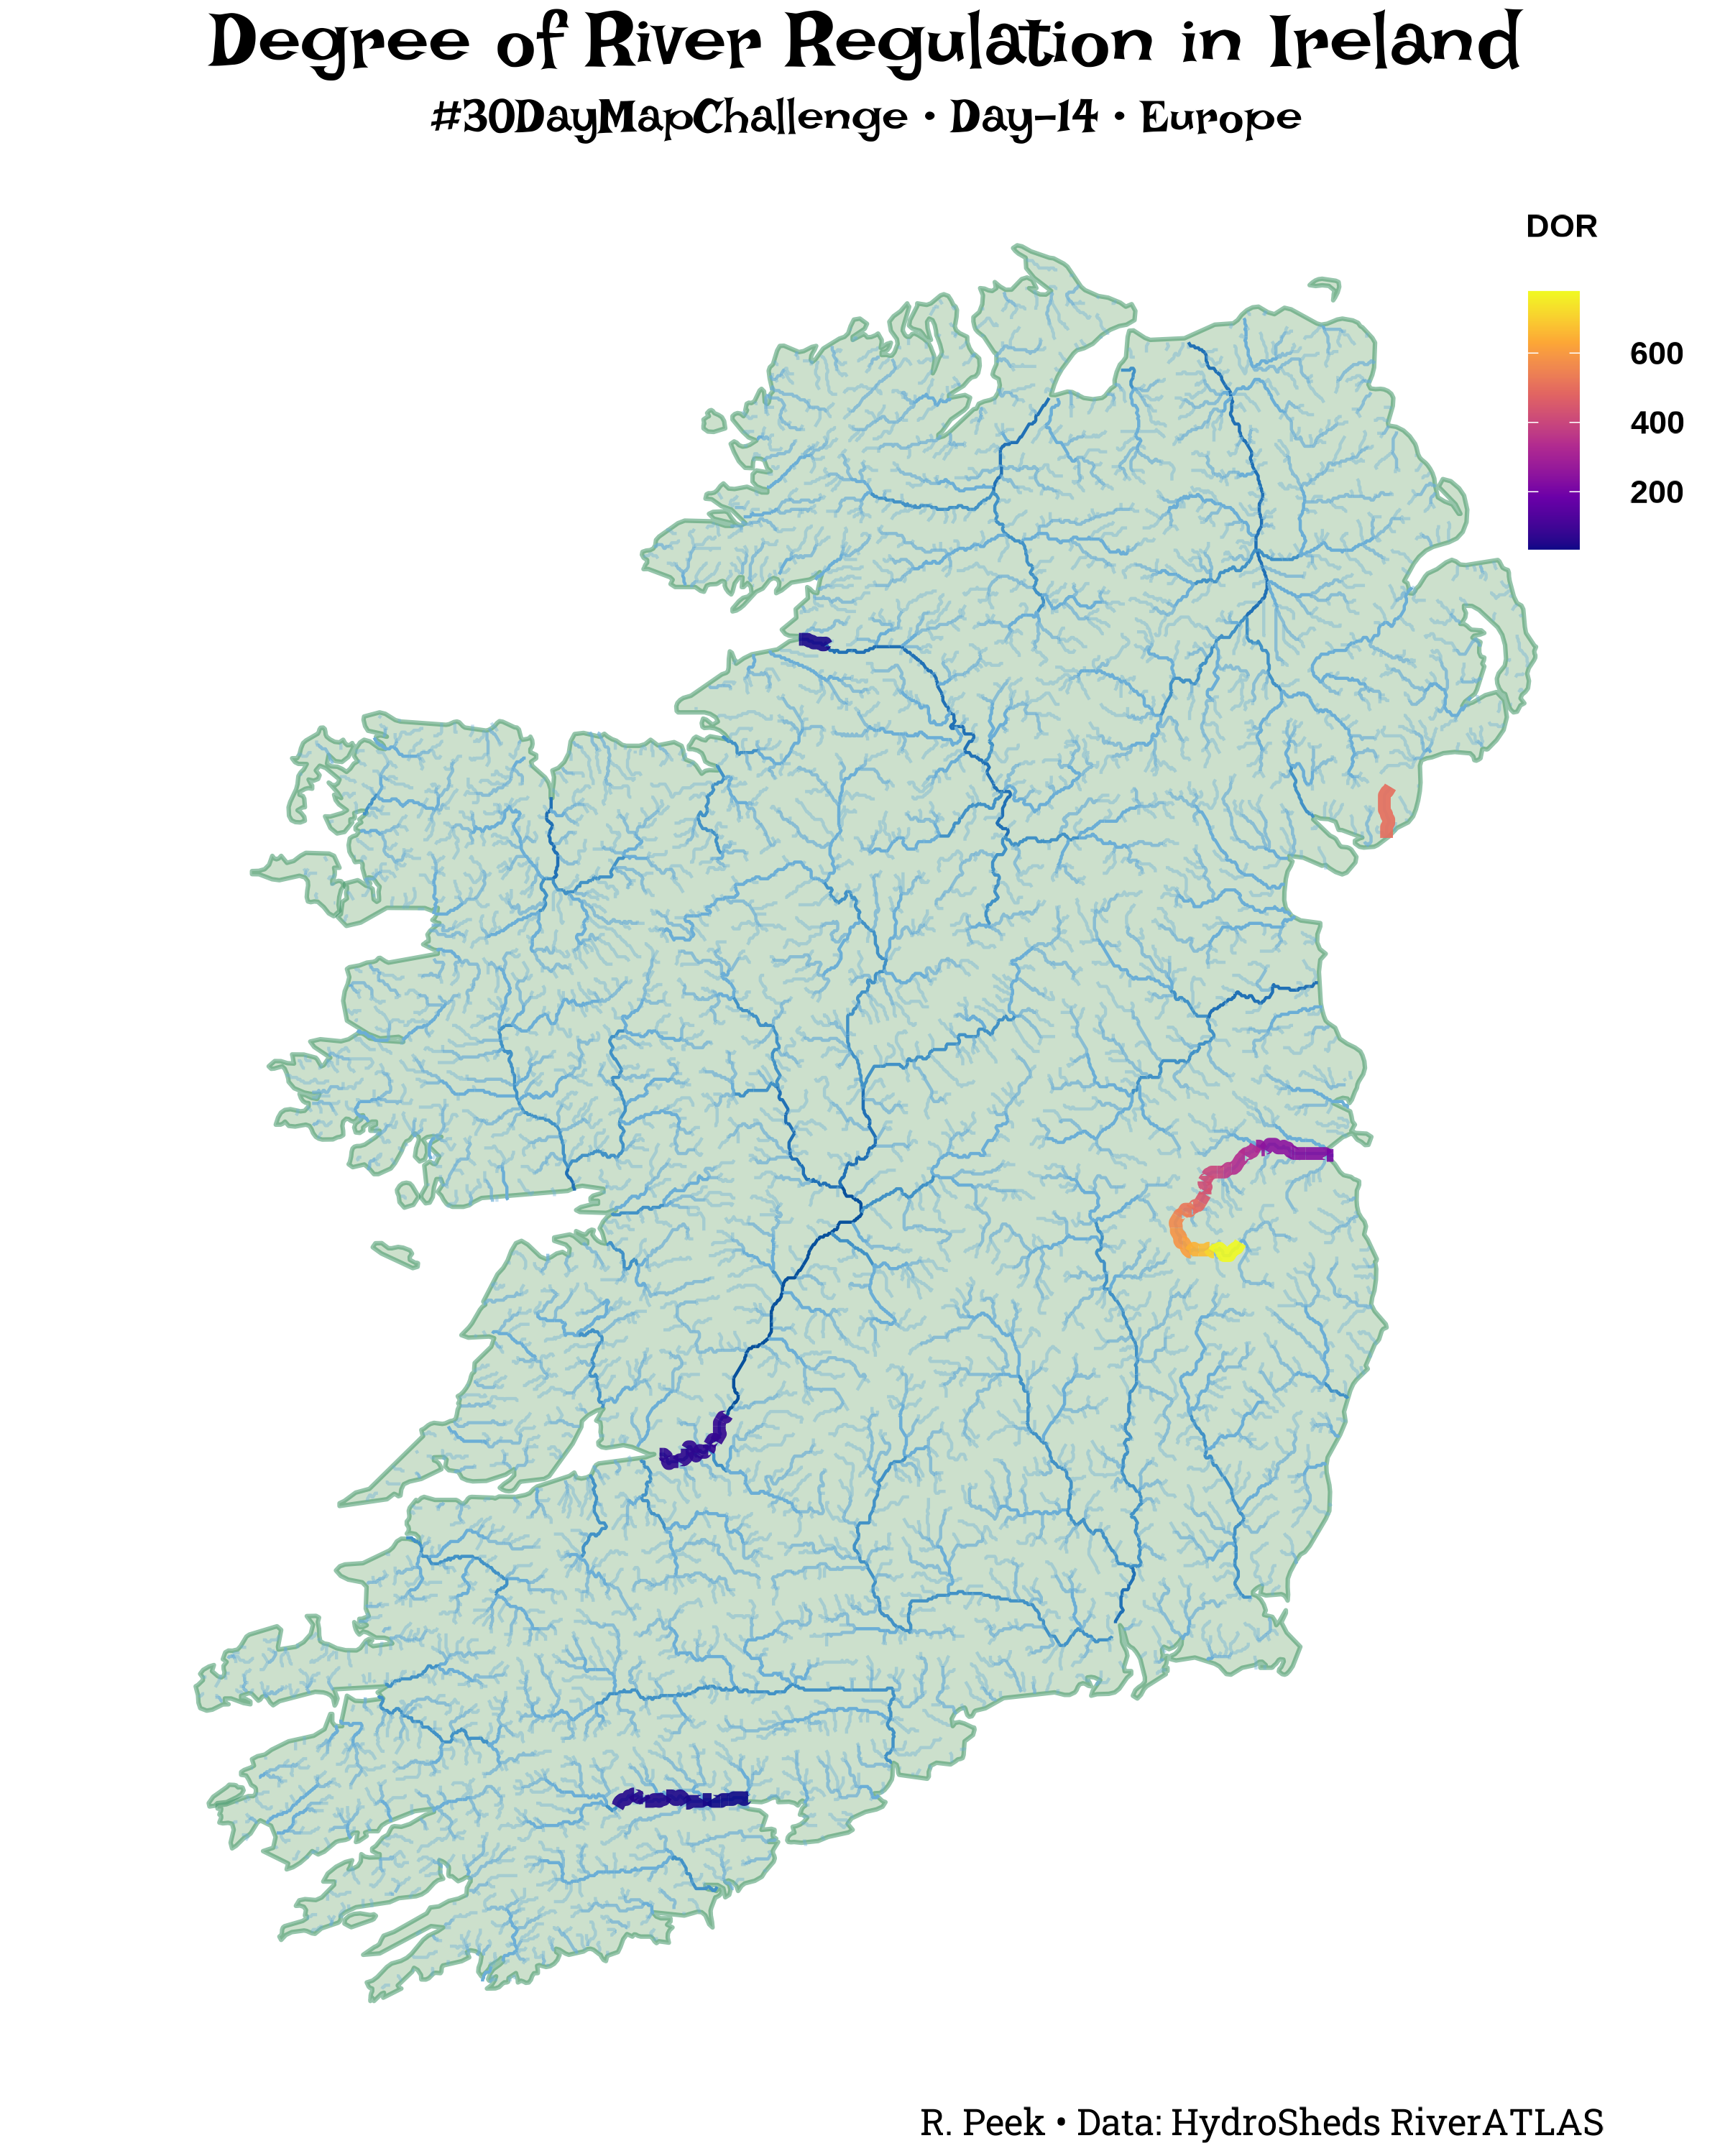 Degree of River Regulation in Ireland
#30DayMapChallenge • Day-14 • Europe
DOR
600
400
200
R. Peek • Data: HydroSheds RiverATLAS